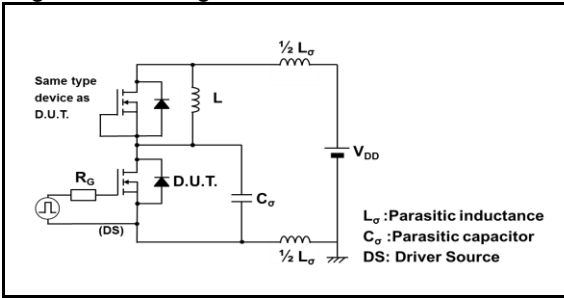 ½ Lσ
Same type
device as
D.U.T.
L
VDD
RG
D.U.T.
Cσ
(DS)
½ Lσ
Lσ :Parasitic inductance
Cσ :Parasitic capacitor
DS: Driver Source